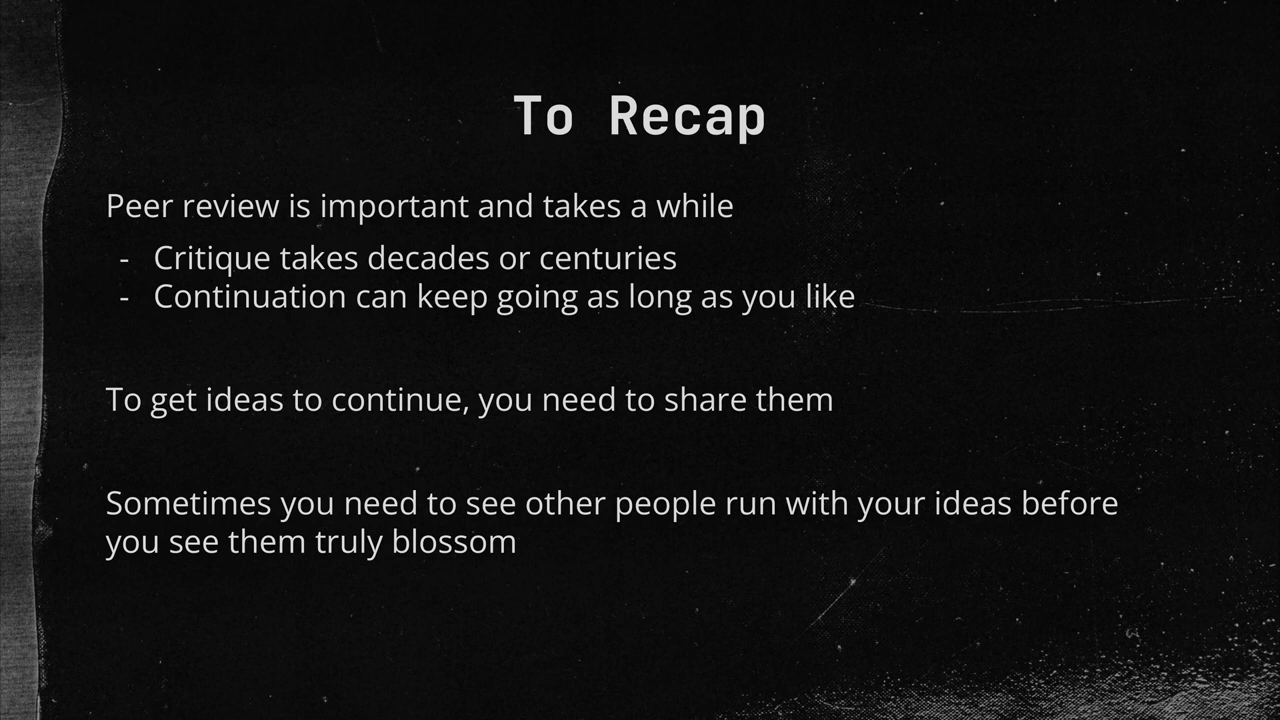 To Recap
Peer review is important and takes a while
- Critique takes decades or centuries
- Continuation can keep going as long as you like
To get ideas to continue, you need to share them
Sometimes you need to see other people run with your ideas before
you see them truly blossom